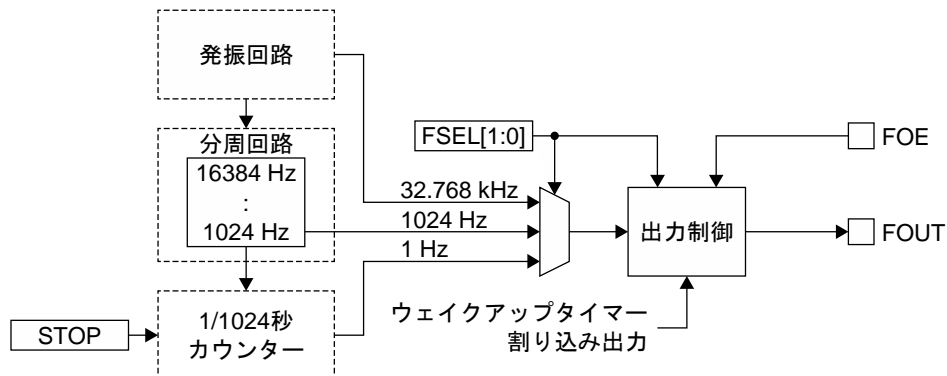 発振回路
分周回路
16384 Hz
:
1024 Hz
1/1024秒
カウンター
STOP
FSEL[1:0]
32.768 kHz
1024 Hz
1 Hz
出力制御
ウェイクアップタイマー
割り込み出力
FOE
FOUT